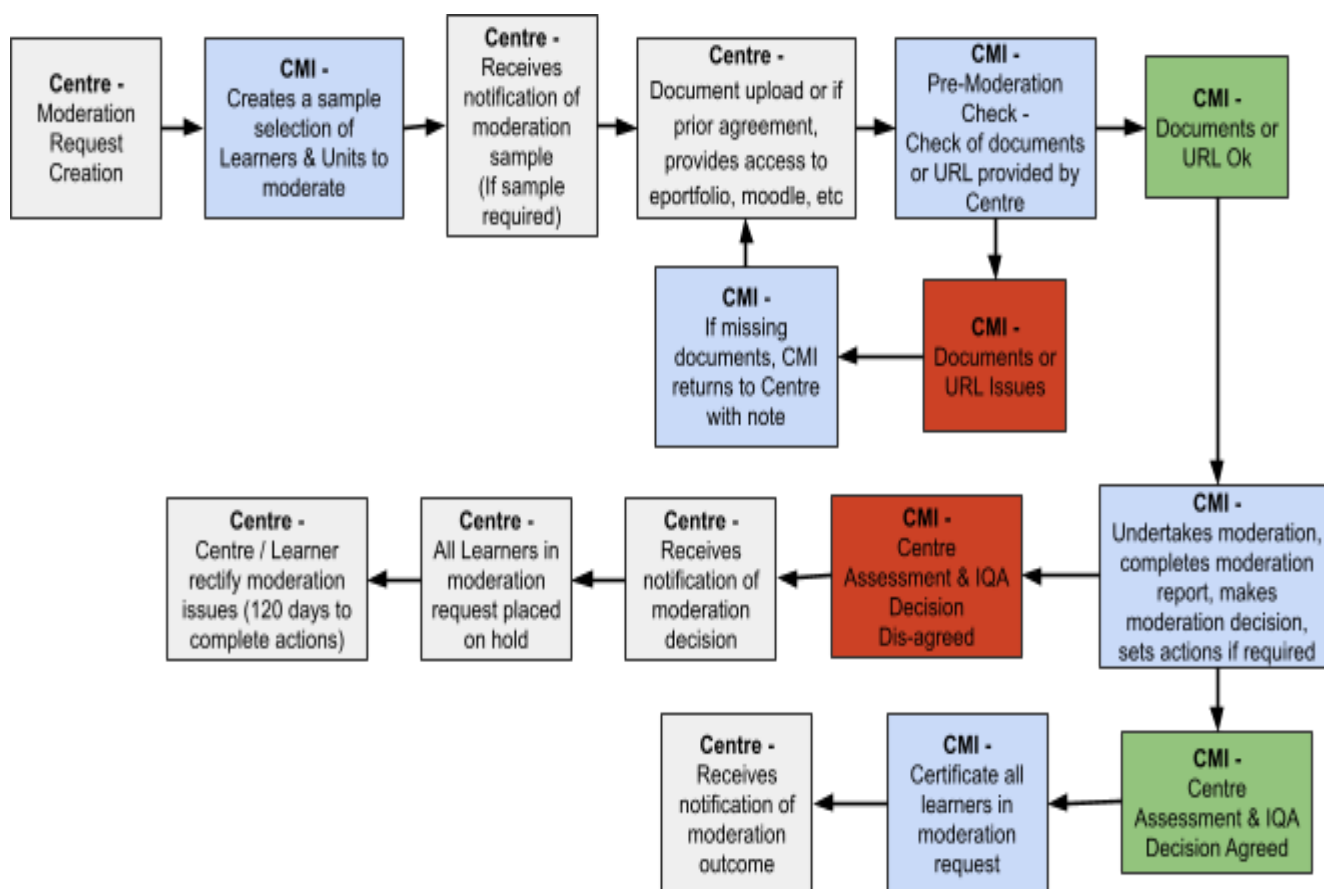 Centre -
Moderation
Request
Creation
CMI -
Creates a sample
selection of
Learners & Units to
moderate
Centre -
Receives
notification of
moderation
sample
(If sample
required)
Centre -
Document upload or if
prior agreement,
provides access to
eportfolio, moodle, etc
CMI -
Pre-Moderation
Check -
Check of documents
or URL provided by
Centre
CMI -
Documents or
URL Ok
CMI -
If missing
documents, CMI
returns to Centre
with note
CMI -
Documents or
URL Issues
Centre -
Centre / Learner
rectify moderation
issues (120 days to
complete actions)
Centre -
All Learners in
moderation
request placed
on hold
Centre -
Receives
notification of
moderation
decision
CMI -
Centre
Assessment & IQA
Decision
Dis-agreed
CMI -
Undertakes moderation,
completes moderation
report, makes
moderation decision,
sets actions if required
Centre -
Receives
notification of
moderation
outcome
CMI -
Certificate all
learners in
moderation
request
CMI -
Centre
Assessment & IQA
Decision Agreed